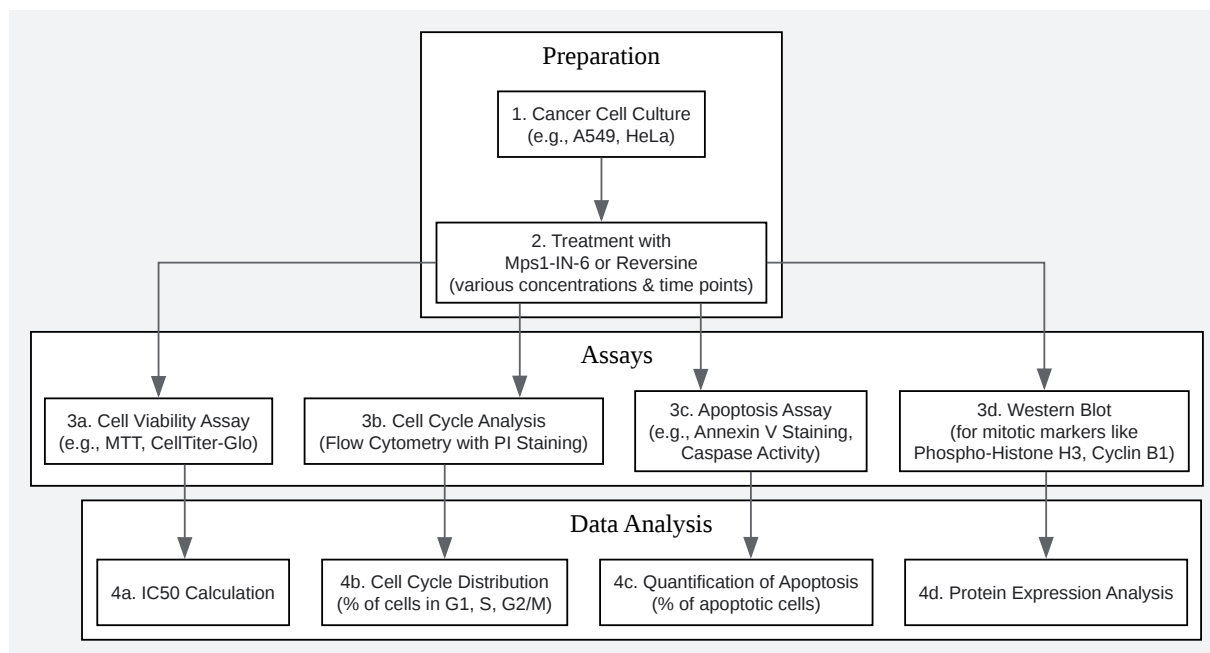 Preparation
1. Cancer Cell Culture
(e.g., A549, HeLa)
2. Treatment with
Mps1-IN-6 or Reversine
(various concentrations & time points)
Assays
3a. Cell Viability Assay
(e.g., MTT, CellTiter-Glo)
3b. Cell Cycle Analysis
(Flow Cytometry with PI Staining)
3c. Apoptosis Assay
(e.g., Annexin V Staining,
Caspase Activity)
3d. Western Blot
(for mitotic markers like
Phospho-Histone H3, Cyclin B1)
Data Analysis
4a. IC50 Calculation
4b. Cell Cycle Distribution
(% of cells in G1, S, G2/M)
4c. Quantification of Apoptosis
(% of apoptotic cells)
4d. Protein Expression Analysis